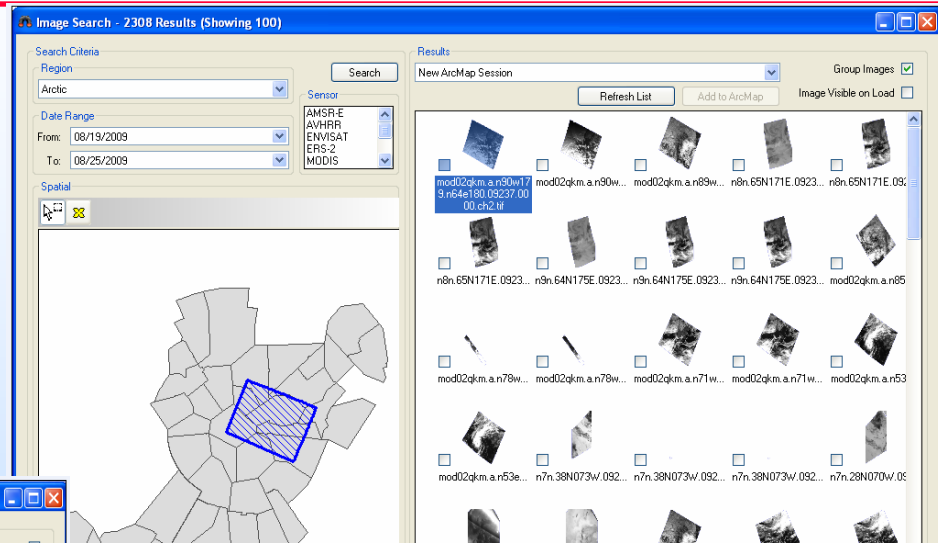 Image Search - 2308 Results (Showing 100)
Search Criteria
Region
Arctic
Search
Date Range
From: 08/19/2009
To: 08/25/2009
Sensor
AMSR-E
AVHRR
ENVISAT
ERS-2
MODIS
Spatial
Results
New ArcMap Session
Group Images
Refresh List
Add to ArcMap
Image Visible on Load
mod02qkm.a.n90w17
9.n64e180.09237.00
00.ch2.tif
mod02qkm.a.n90w...
mod02qkm.a.n89w...
n8n.65N171E.0923...
n8n.65N171E.092
n8n.65N171E.0923...
n9n.64N175E.0923...
n9n.64N175E.0923...
n9n.64N175E.0923...
mod02qkm.a.n85
mod02qkm.a.n78w...
mod02qkm.a.n78w...
mod02qkm.a.n71w...
mod02qkm.a.n71w...
mod02qkm.a.n53
mod02qkm.a.n53e...
n7n.38N073W.092...
n7n.38N073W.092...
n7n.38N073W.092...
n7n.28N070W.09